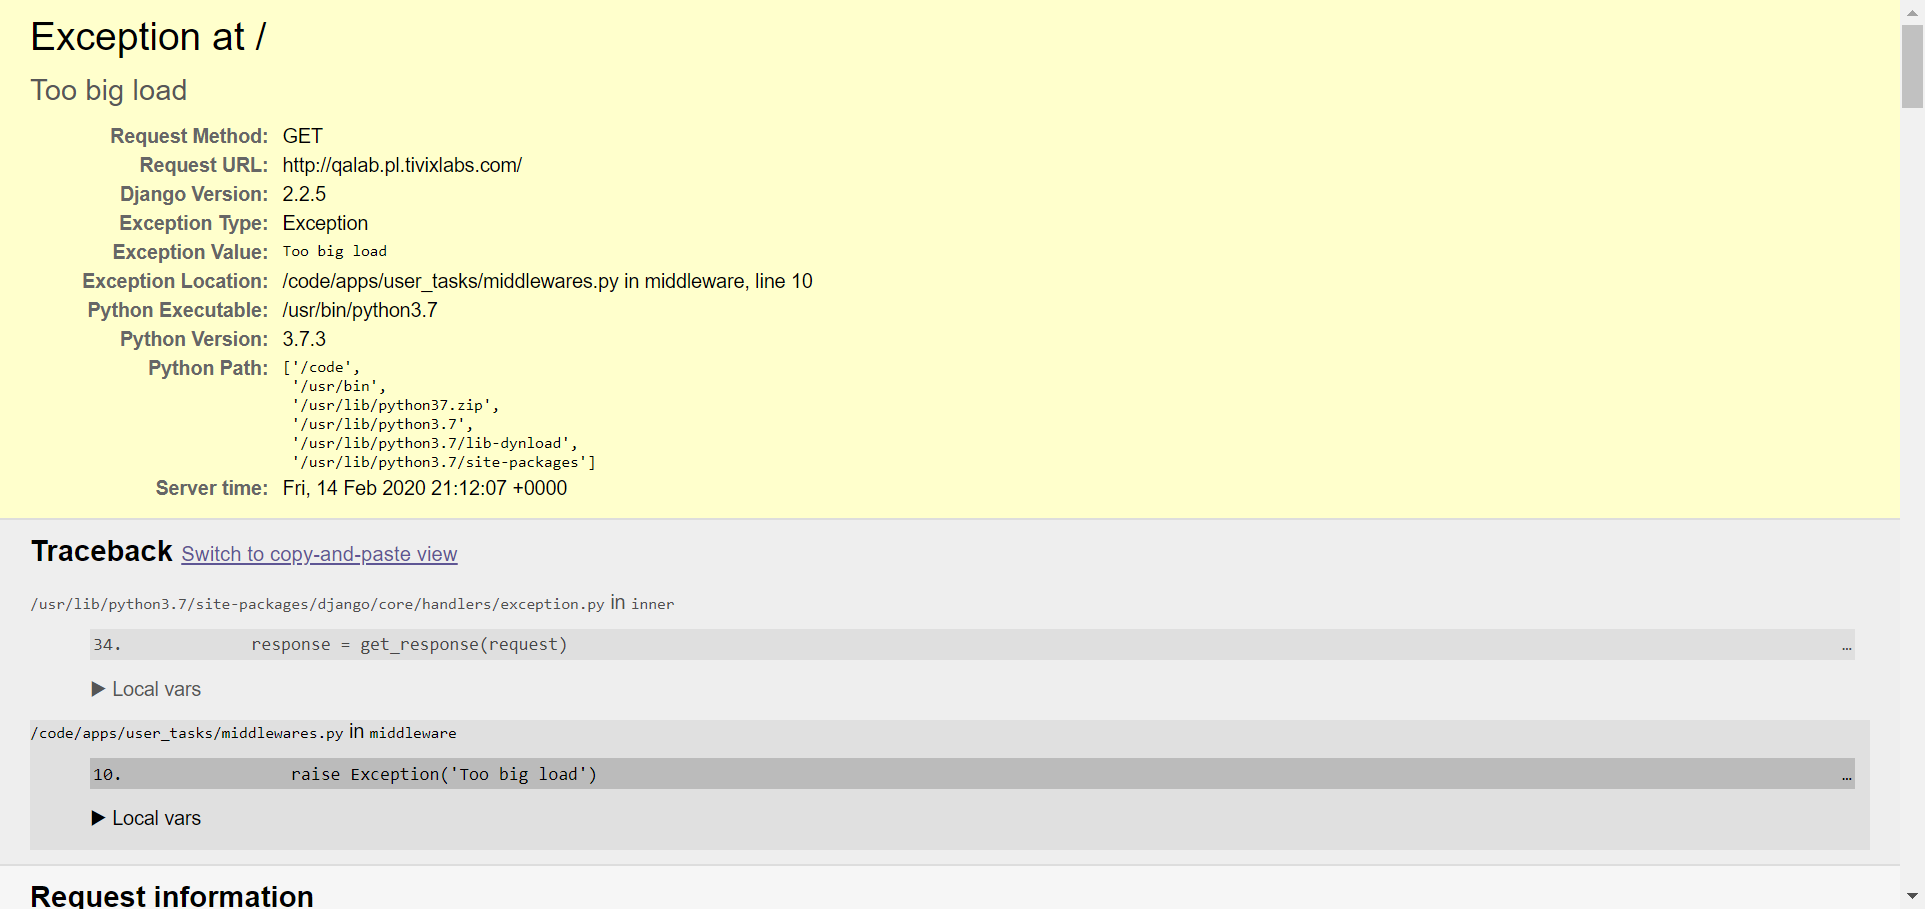 Exception at /
Too big load
Request Method: GET
Request URL: http://qalab.pl.tivixlabs.com/
Django Version: 2.2.5
Exception Type: Exception
Exception Value: Too big load
Exception Location: /code/apps/user_tasks/middlewares.py in middleware, line 10
Python Executable: /usr/bin/python3.7
Python Version: 3.7.3
Python Path: ['/code',
'/usr/bin',
'/usr/lib/python37.zip',
'/usr/lib/python3.7',
'/usr/lib/python3.7/lib-dynload',
'/usr/lib/python3.7/site-packages']
Server time: Fri, 14 Feb 2020 21:12:07 +0000
Traceback Switch to copy-and-paste view
/usr/lib/python3.7/site-packages/django/core/handlers/exception.py in inner
34. response = get_response(request) …
▶ Local vars
/code/apps/user_tasks/middlewares.py in middleware
10. raise Exception('Too big load') …
▶ Local vars
Request information